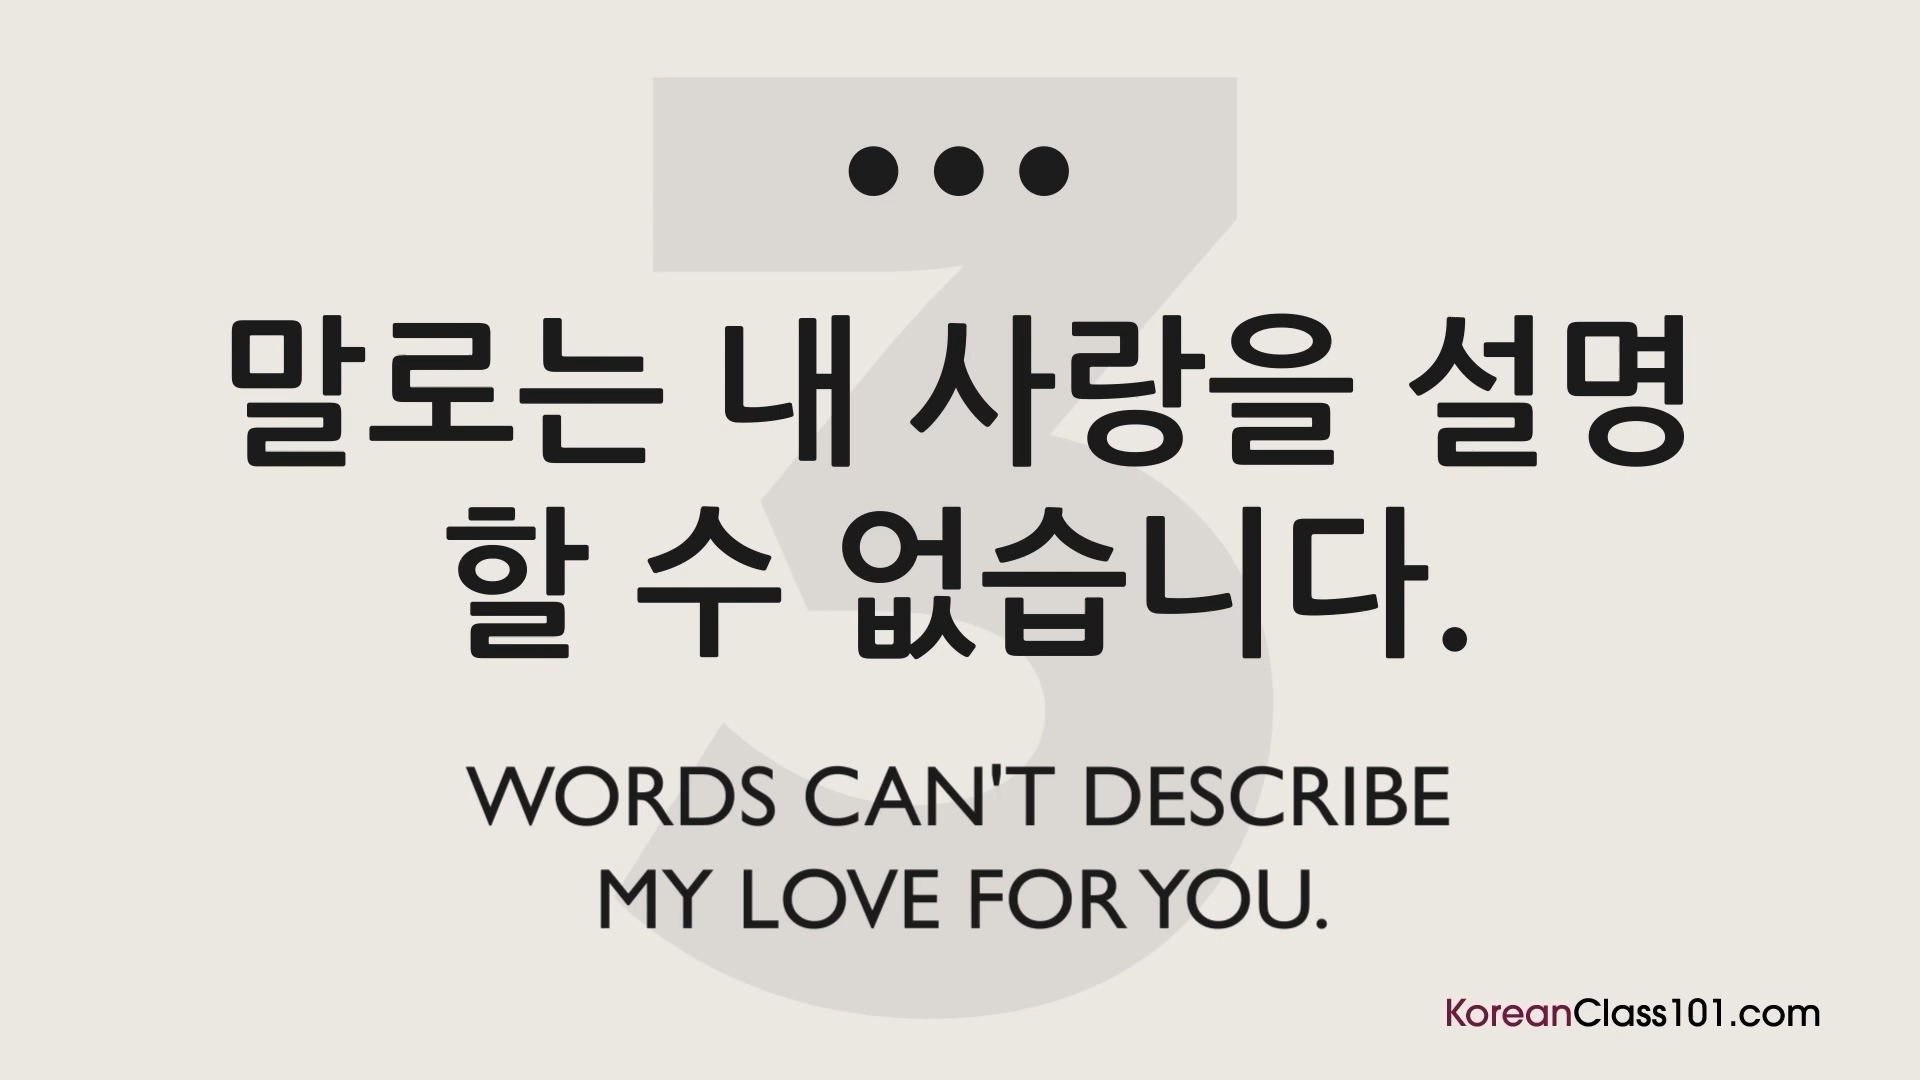 3
•••
말로는 내 사랑을 설명
할 수 없습니다.
WORDS CAN'T DESCRIBE
MY LOVE FOR YOU.
KoreanClass101.com